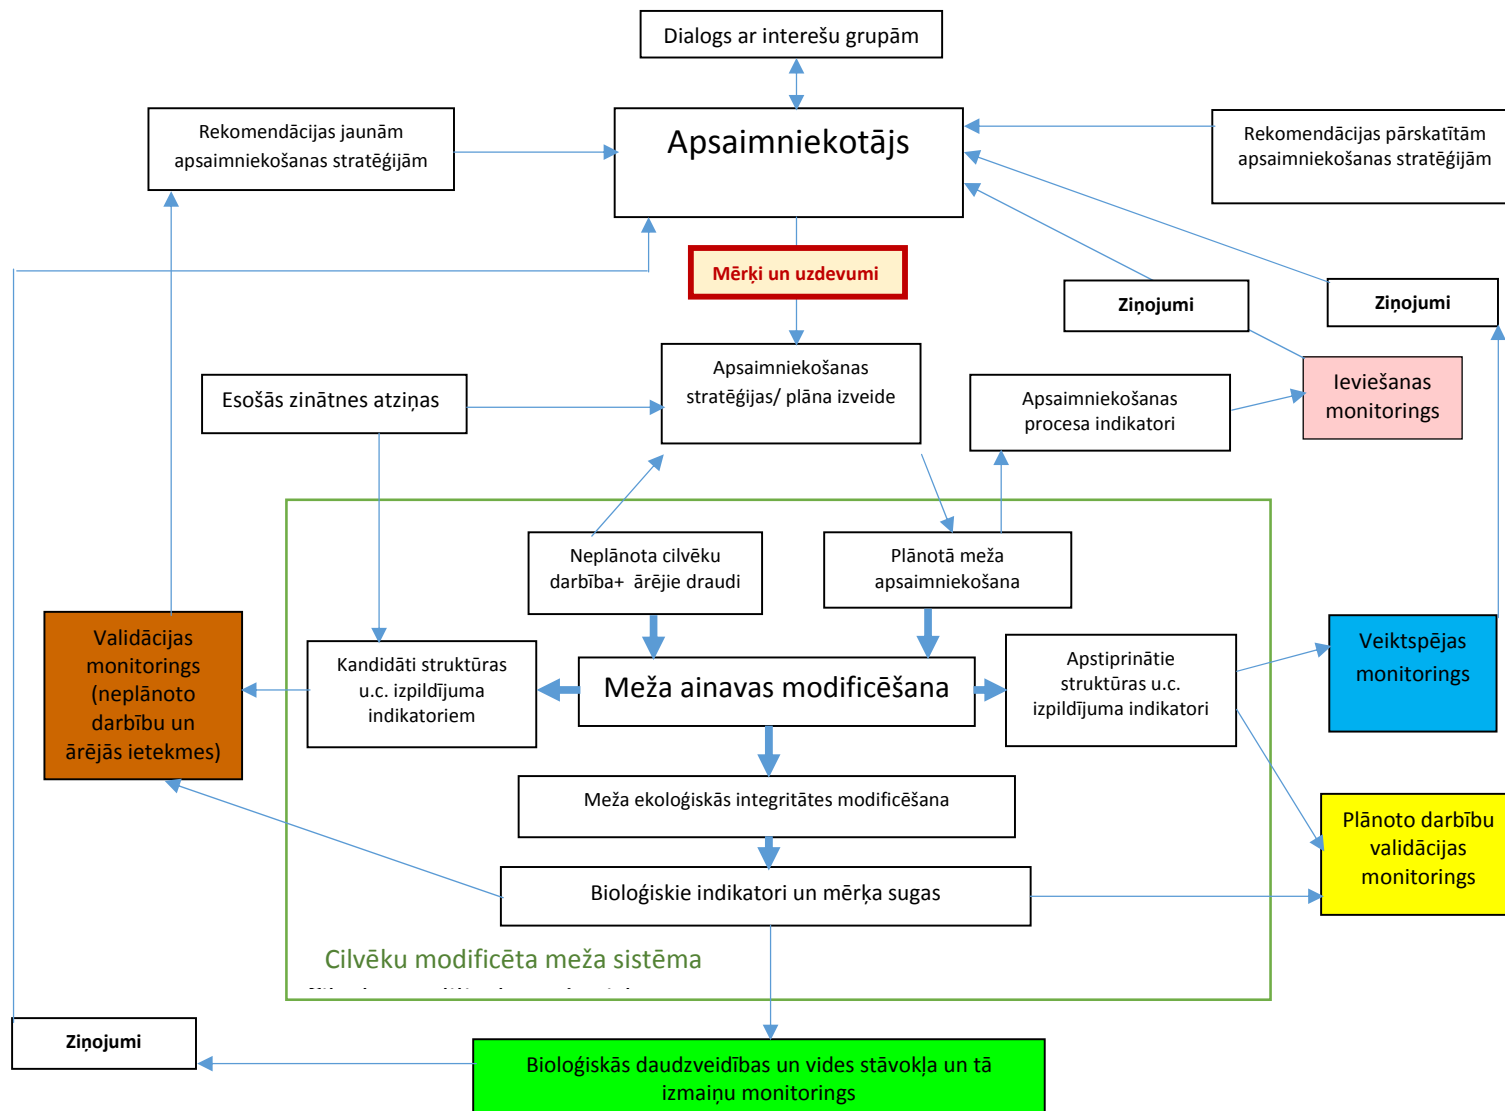 Dialogs ar interešu grupām
Apsaimniekotājs
Rekomendācijas jaunām
apsaimniekošanas stratēģijām
Rekomendācijas pārskatītām
apsaimniekošanas stratēģijām
Mērķi un uzdevumi
Ziņojumi
Ziņojumi
Apsaimniekošanas
stratēģijas/ plāna izveide
Esošās zinātnes atziņas
Apsaimniekošanas
procesa indikatori
Ieviešanas
monitorings
Neplānota cilvēku
darbība+ ārējie draudi
Plānotā meža
apsaimniekošana
Validācijas
monitorings
(neplānoto
darbību un
ārējās ietekmes)
Kandidāti struktūras
u.c. izpildījuma
indikatoriem
Meža ainavas modificēšana
Apstiprinātie
struktūras u.c.
izpildījuma indikatori
Veiktspējas
monitorings
Meža ekoloģiskās integritātes modificēšana
Plānoto darbību
validācijas
monitorings
Bioloģiskie indikatori un mērķa sugas
Cilvēku modificēta meža sistēma
Ziņojumi
Bioloģiskās daudzveidības un vides stāvokļa un tā
izmaiņu monitorings